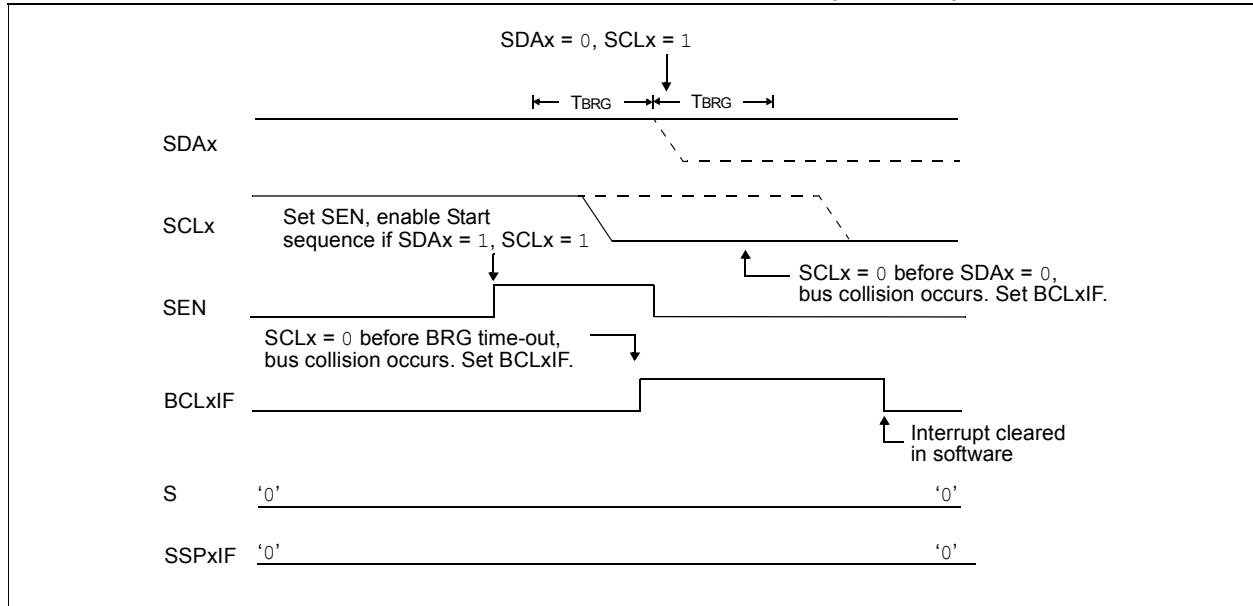 SDAx = 0, SCLx = 1
TBRG TBRG
SDAx
SCLx
Set SEN, enable Start
sequence if SDAx = 1, SCLx = 1
SCLx = 0 before SDAx = 0,
bus collision occurs. Set BCLxIF.
SEN
SCLx = 0 before BRG time-out,
bus collision occurs. Set BCLxIF.
BCLxIF
Interrupt cleared
in software
S ‘0’ ‘0’
SSPxIF ‘0’ ‘0’